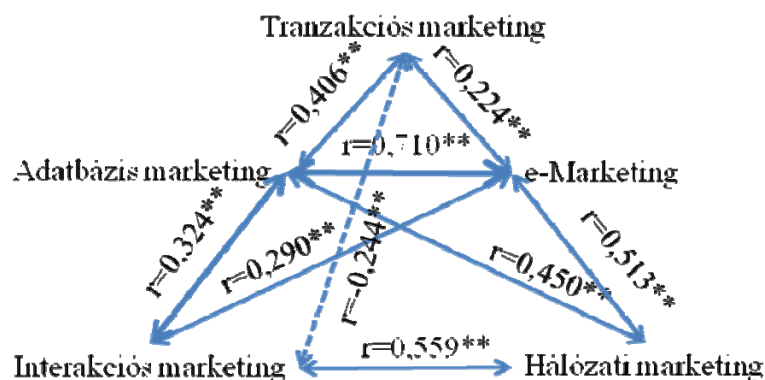 Tranzakciós marketing
r=0,406**
r=0,224**
r=0,710**
Adatbázis marketing
e-Marketing
r=0,324**
r=0,290**
r=-0,244**
r=0,450**
r=0,513**
r=0,559**
Interakciós marketing
Hálózati marketing